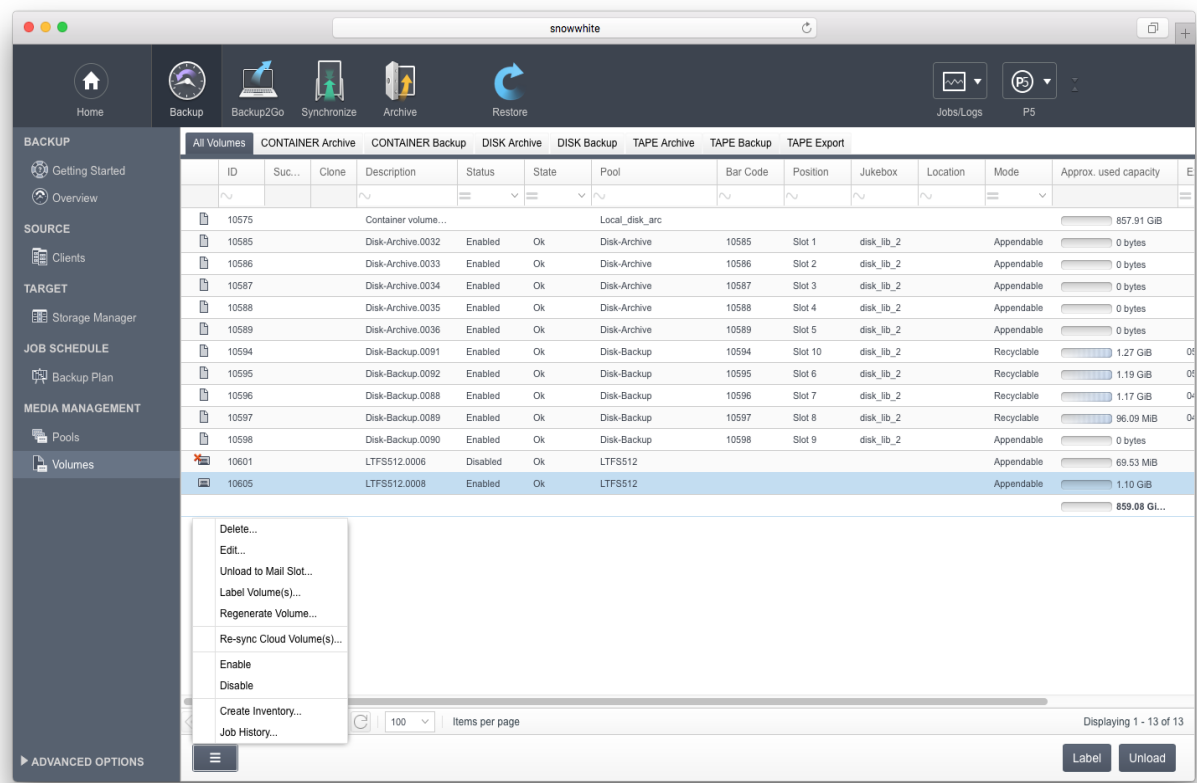 snowwhite
Home Backup Backup2Go Synchronize Archive Restore Jobs/Logs P5 P5
BACKUP
Getting Started
Overview
SOURCE
Clients
TARGET
Storage Manager
JOB SCHEDULE
Backup Plan
MEDIA MANAGEMENT
Pools
Volumes
ADVANCED OPTIONS
All Volumes CONTAINER Archive CONTAINER Backup DISK Archive DISK Backup TAPE Archive TAPE Backup TAPE Export
ID Suc... Clone Description Status State Pool Bar Code Position Jukebox Location Mode Approx. used capacity E
10575 Container volume... Local_disk_arc 857.91 GiB
10585 Disk-Archive.0032 Enabled Ok Disk-Archive 10585 Slot 1 disk_lib_2 Appendable 0 bytes
10586 Disk-Archive.0033 Enabled Ok Disk-Archive 10586 Slot 2 disk_lib_2 Appendable 0 bytes
10587 Disk-Archive.0034 Enabled Ok Disk-Archive 10587 Slot 3 disk_lib_2 Appendable 0 bytes
10588 Disk-Archive.0035 Enabled Ok Disk-Archive 10588 Slot 4 disk_lib_2 Appendable 0 bytes
10589 Disk-Archive.0036 Enabled Ok Disk-Archive 10589 Slot 5 disk_lib_2 Appendable 0 bytes
10594 Disk-Backup.0091 Enabled Ok Disk-Backup 10594 Slot 10 disk_lib_2 Recyclable 1.27 GiB 05
10595 Disk-Backup.0092 Enabled Ok Disk-Backup 10595 Slot 6 disk_lib_2 Recyclable 1.19 GiB 05
10596 Disk-Backup.0088 Enabled Ok Disk-Backup 10596 Slot 7 disk_lib_2 Recyclable 1.17 GiB 04
10597 Disk-Backup.0089 Enabled Ok Disk-Backup 10597 Slot 8 disk_lib_2 Recyclable 96.09 MiB 04
10598 Disk-Backup.0090 Enabled Ok Disk-Backup 10598 Slot 9 disk_lib_2 Appendable 0 bytes
10601 LTFS512.0006 Disabled Ok LTFS512 Appendable 69.53 MiB
10605 LTFS512.0008 Enabled Ok LTFS512 Appendable 1.10 GiB
859.08 Gi...
Delete...
Edit...
Unload to Mail Slot...
Label Volume(s)...
Regenerate Volume...
Re-sync Cloud Volume(s)...
Enable
Disable
Create Inventory...
Job History...
100 Items per page Displaying 1 - 13 of 13
Label Unload